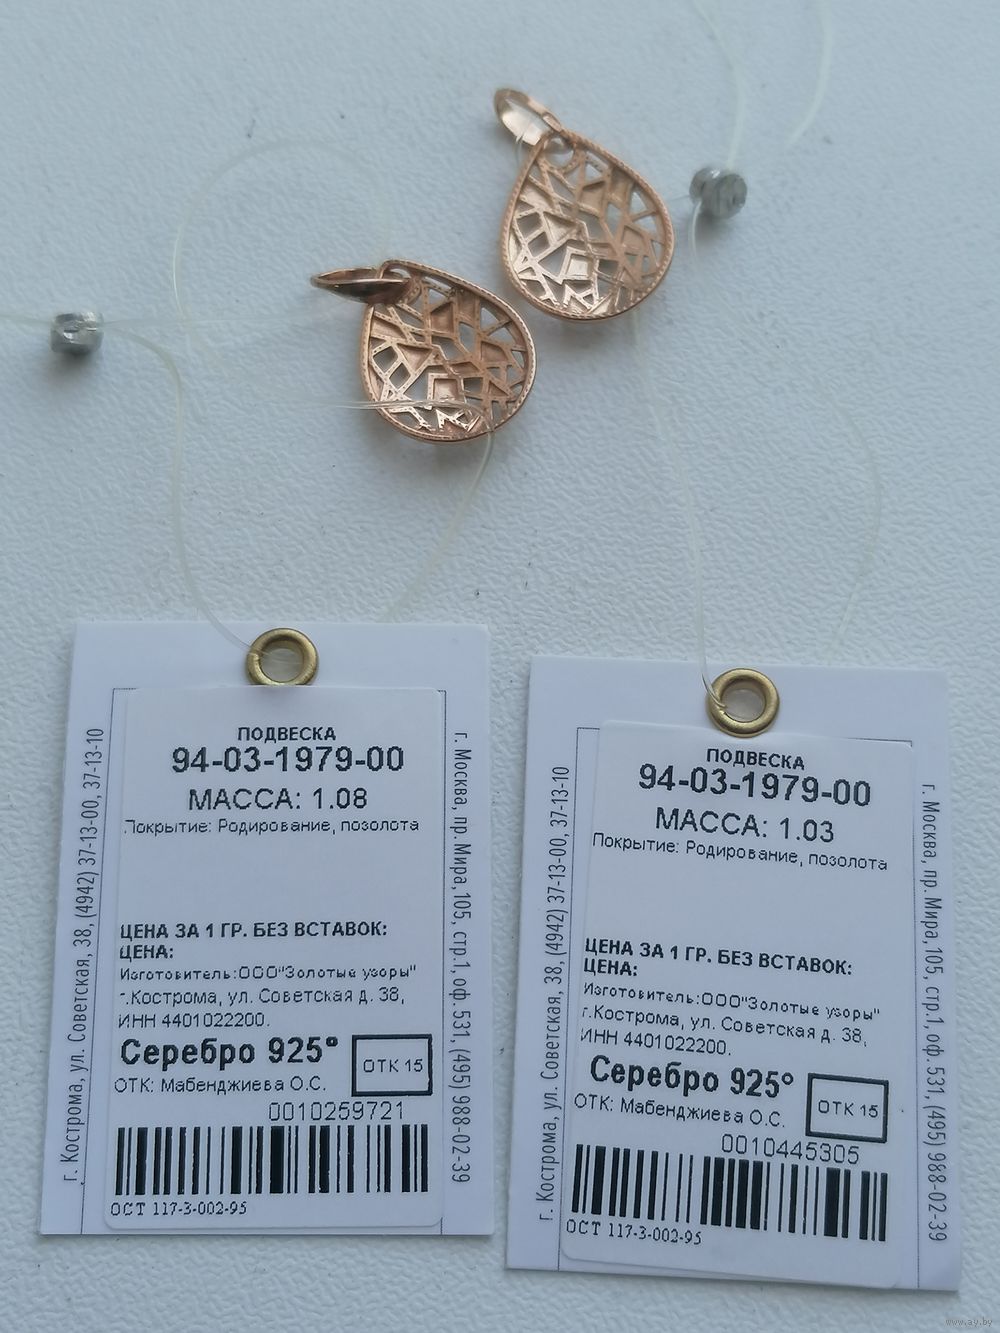 ПОДВЕСКА
94-03-1979-00
МАССА: 1.08
Покрытие: Родирование, позолота
ЦЕНА ЗА 1 ГР. БЕЗ ВСТАВОК:
ЦЕНА:
Изготовитель:ООО"Золотые узоры"
г.Кострома, ул. Советская д. 38,
ИНН 4401022200.
Серебро 925°
ОТК 15
ОТК: Мабенджиева О.С.
0010259721
ОСТ 117-3-002-95
г. Кострома, ул. Советская, 38, (4942) 37-13-00, 37-13-10
г. Москва, пр. Мира,105, стр.1, оф. 531, (495) 988-02-39
ПОДВЕСКА
94-03-1979-00
МАССА: 1.03
Покрытие: Родирование, позолота
ЦЕНА ЗА 1 ГР. БЕЗ ВСТАВОК:
ЦЕНА:
Изготовитель:ООО"Золотые узоры"
г.Кострома, ул. Советская д. 38,
ИНН 4401022200.
Серебро 925°
ОТК 15
ОТК: Мабенджиева О.С.
0010445305
ОСТ 117-3-002-95
г. Кострома, ул. Советская, 38, (4942) 37-13-00, 37-13-10
г. Москва, пр. Мира,105, стр.1, оф. 531, (495) 988-02-39
www.ay.by